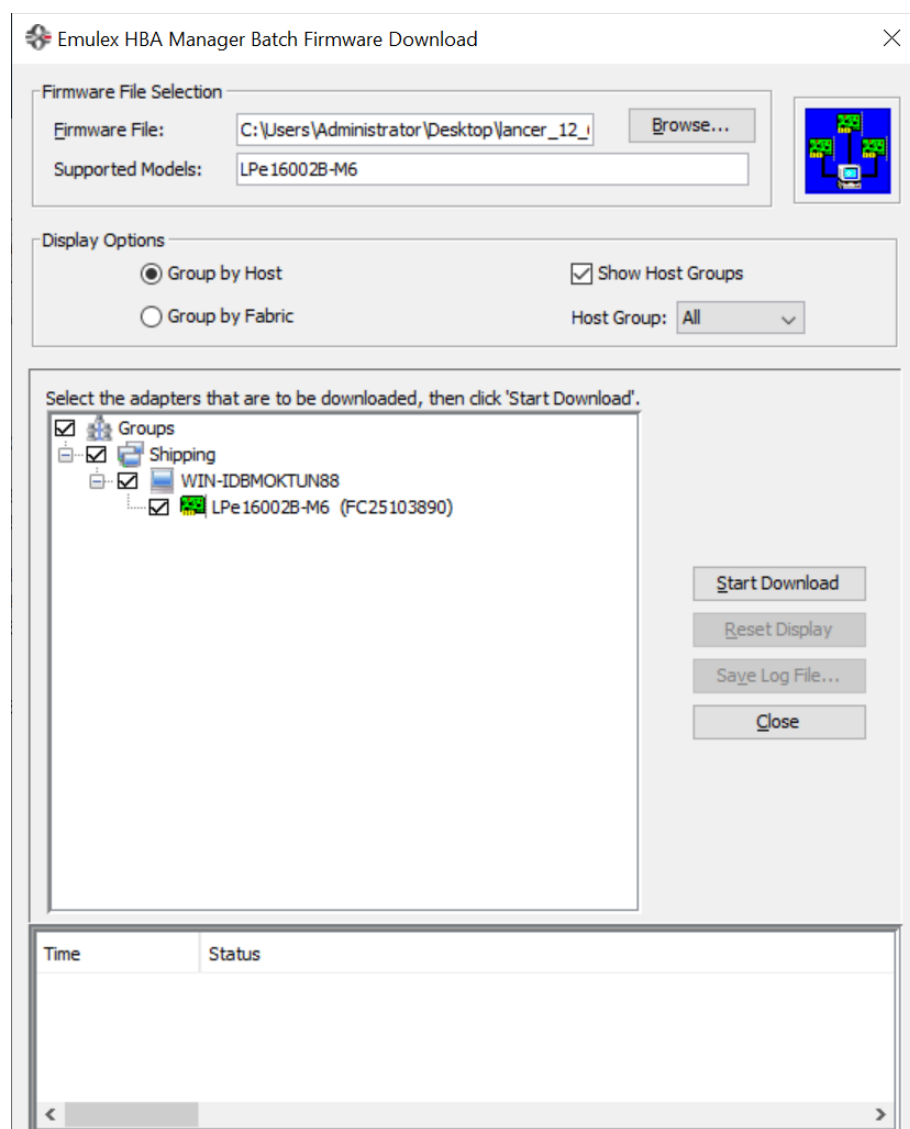 Emulex HBA Manager Batch Firmware Download
Firmware File Selection
Firmware File: C:\Users\Administrator\Desktop\lancer_12_ Browse...
Supported Models: LPe16002B-M6
Display Options
Group by Host Show Host Groups
Group by Fabric Host Group: All
Select the adapters that are to be downloaded, then click 'Start Download'.
Groups
Shipping
WIN-IDBMOKTUN88
LPe16002B-M6 (FC25103890)
Start Download
Reset Display
Save Log File...
Close
Time Status